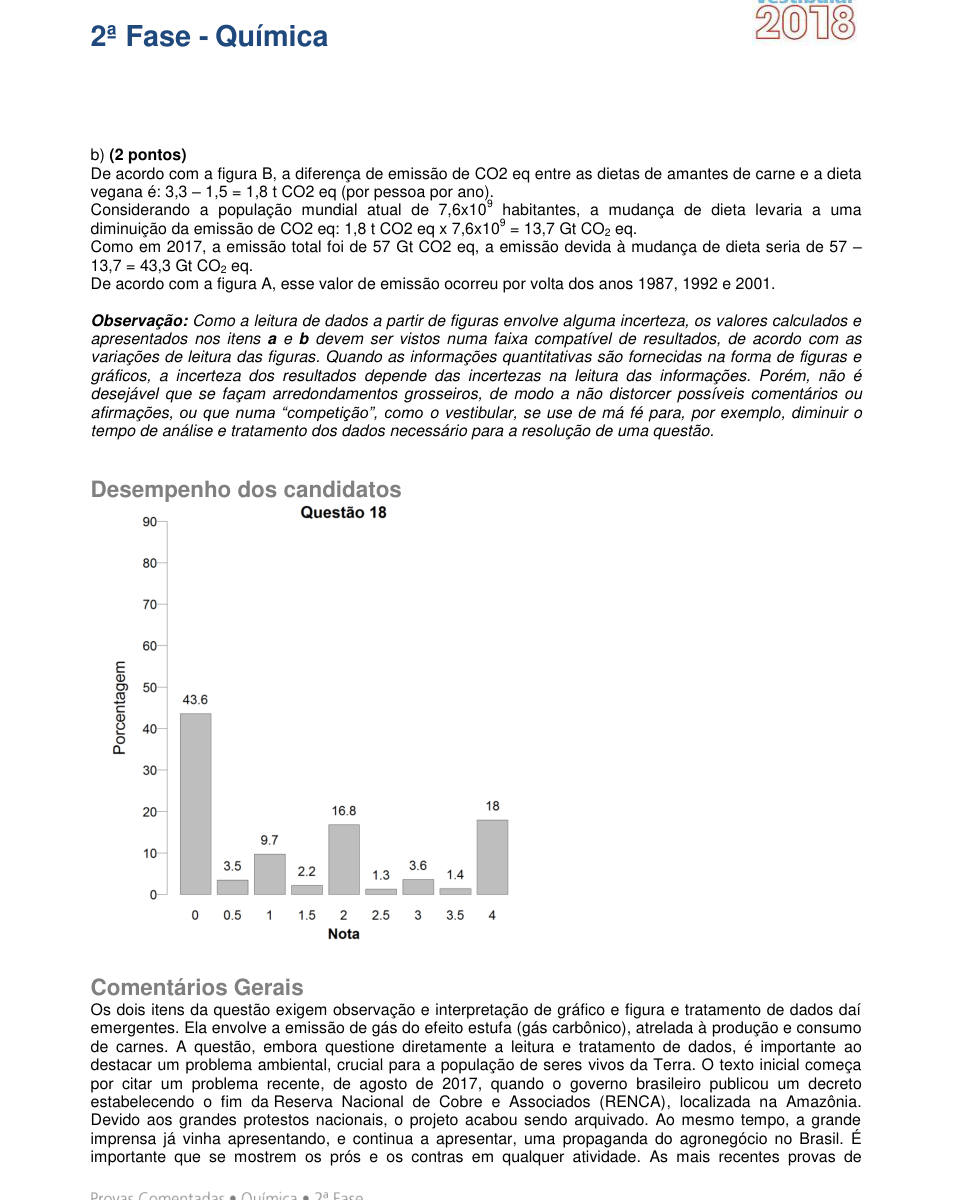 Vestibular
2018
2ª Fase - Química
b) (2 pontos)
De acordo com a figura B, a diferença de emissão de CO2 eq entre as dietas de amantes de carne e a dieta
vegana é: 3,3 – 1,5 = 1,8 t CO2 eq (por pessoa por ano).
Considerando a população mundial atual de 7,6x10⁹ habitantes, a mudança de dieta levaria a uma
diminuição da emissão de CO2 eq: 1,8 t CO2 eq x 7,6x10⁹ = 13,7 Gt CO₂ eq.
Como em 2017, a emissão total foi de 57 Gt CO2 eq, a emissão devida à mudança de dieta seria de 57 –
13,7 = 43,3 Gt CO₂ eq.
De acordo com a figura A, esse valor de emissão ocorreu por volta dos anos 1987, 1992 e 2001.
Observação: Como a leitura de dados a partir de figuras envolve alguma incerteza, os valores calculados e
apresentados nos itens a e b devem ser vistos numa faixa compatível de resultados, de acordo com as
variações de leitura das figuras. Quando as informações quantitativas são fornecidas na forma de figuras e
gráficos, a incerteza dos resultados depende das incertezas na leitura das informações. Porém, não é
desejável que se façam arredondamentos grosseiros, de modo a não distorcer possíveis comentários ou
afirmações, ou que numa “competição”, como o vestibular, se use de má fé para, por exemplo, diminuir o
tempo de análise e tratamento dos dados necessário para a resolução de uma questão.
Desempenho dos candidatos
Questão 18
90
80
70
60
50
40
30
20
10
0
Porcentagem
43.6
3.5
9.7
2.2
16.8
1.3
3.6
1.4
18
0 0.5 1 1.5 2 2.5 3 3.5 4
Nota
Comentários Gerais
Os dois itens da questão exigem observação e interpretação de gráfico e figura e tratamento de dados daí
emergentes. Ela envolve a emissão de gás do efeito estufa (gás carbônico), atrelada à produção e consumo
de carnes. A questão, embora questione diretamente a leitura e tratamento de dados, é importante ao
destacar um problema ambiental, crucial para a população de seres vivos da Terra. O texto inicial começa
por citar um problema recente, de agosto de 2017, quando o governo brasileiro publicou um decreto
estabelecendo o fim da Reserva Nacional de Cobre e Associados (RENCA), localizada na Amazônia.
Devido aos grandes protestos nacionais, o projeto acabou sendo arquivado. Ao mesmo tempo, a grande
imprensa já vinha apresentando, e continua a apresentar, uma propaganda do agronegócio no Brasil. É
importante que se mostrem os prós e os contras em qualquer atividade. As mais recentes provas de
Provas Comentadas • Química • 2ª Fase